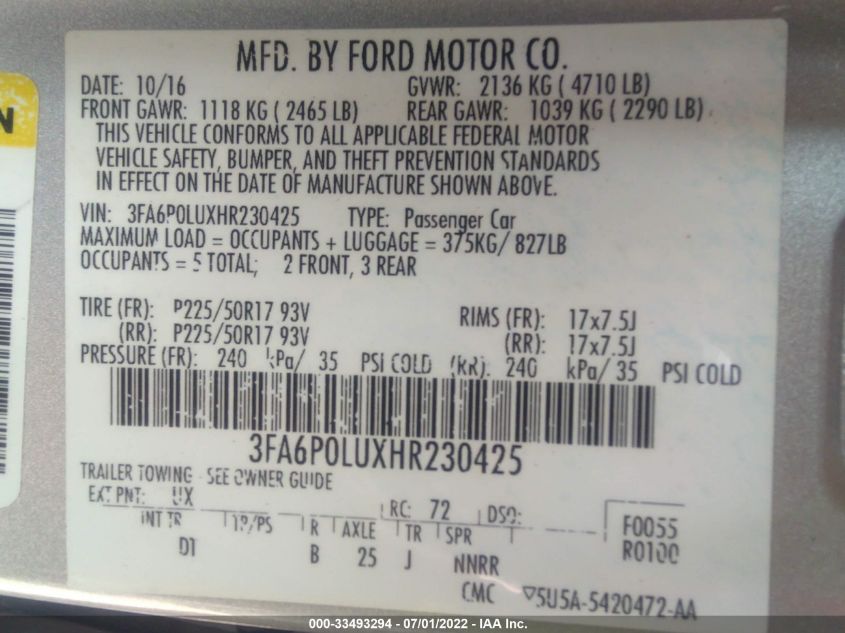 N
MFD. BY FORD MOTOR CO.
DATE: 10/16 GVWR: 2136 KG ( 4710 LB)
FRONT GAWR: 1118 KG ( 2465 LB) REAR GAWR: 1039 KG ( 2290 LB)
THIS VEHICLE CONFORMS TO ALL APPLICABLE FEDERAL MOTOR
VEHICLE SAFETY, BUMPER, AND THEFT PREVENTION STANDARDS
IN EFFECT ON THE DATE OF MANUFACTURE SHOWN ABOVE.
VIN: 3FA6P0LUXHR230425 TYPE: Passenger Car
MAXIMUM LOAD = OCCUPANTS + LUGGAGE = 375KG/ 827LB
OCCUPANTS = 5 TOTAL; 2 FRONT, 3 REAR
TIRE (FR): P225/50R17 93V RIMS (FR): 17x7.5J
(RR): P225/50R17 93V (RR): 17x7.5J
PRESSURE (FR): 240 kPa/ 35 PSI COLD (RR): 240 kPa/ 35 PSI COLD
3FA6P0LUXHR230425
TRAILER TOWING - SEE OWNER GUIDE
EXT PNT: UX RC: 72 DSO: F0055
INT TR TP/PS R AXLE TR SPR R0100
D1 B 25 J NNRR
CMC ▽5U5A-5420472-AA
000-33493294 - 07/01/2022 - IAA Inc.